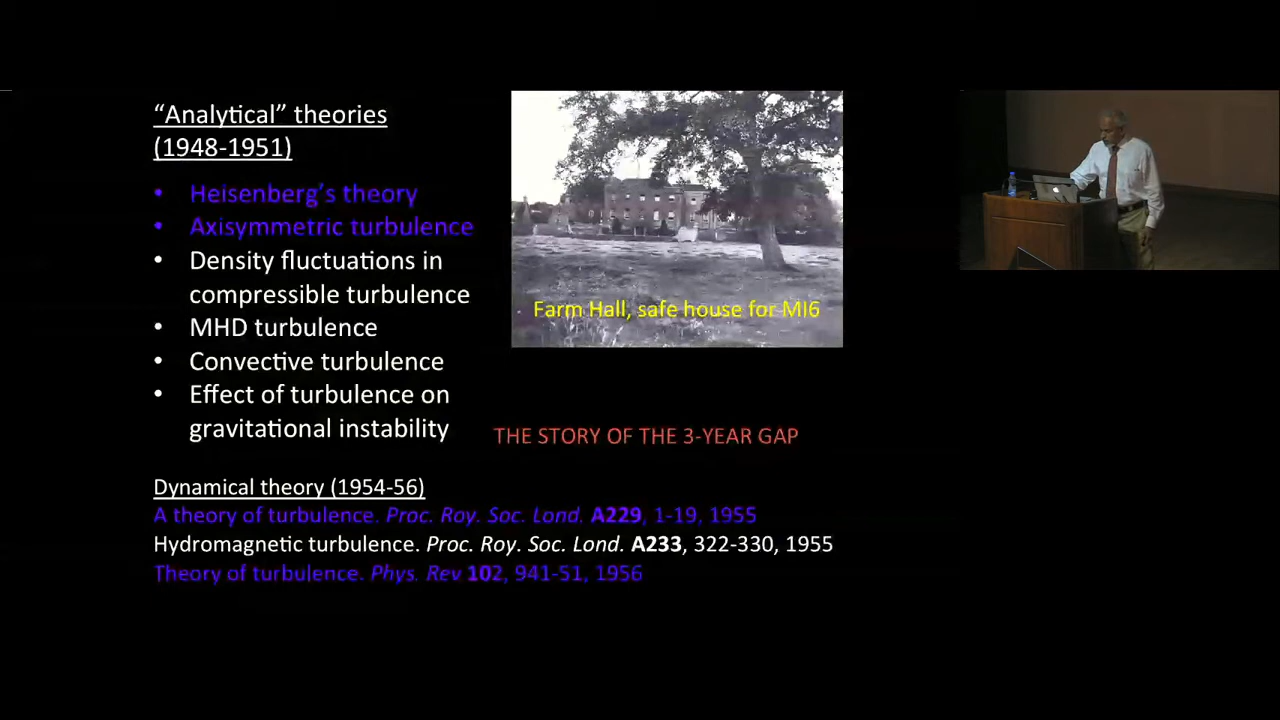 “Analytical” theories
(1948-1951)
• Heisenberg’s theory
• Axisymmetric turbulence
• Density fluctuations in
compressible turbulence
• MHD turbulence
• Convective turbulence
• Effect of turbulence on
gravitational instability
Farm Hall, safe house for MI6
THE STORY OF THE 3-YEAR GAP
Dynamical theory (1954-56)
A theory of turbulence. Proc. Roy. Soc. Lond. A229, 1-19, 1955
Hydromagnetic turbulence. Proc. Roy. Soc. Lond. A233, 322-330, 1955
Theory of turbulence. Phys. Rev 102, 941-51, 1956